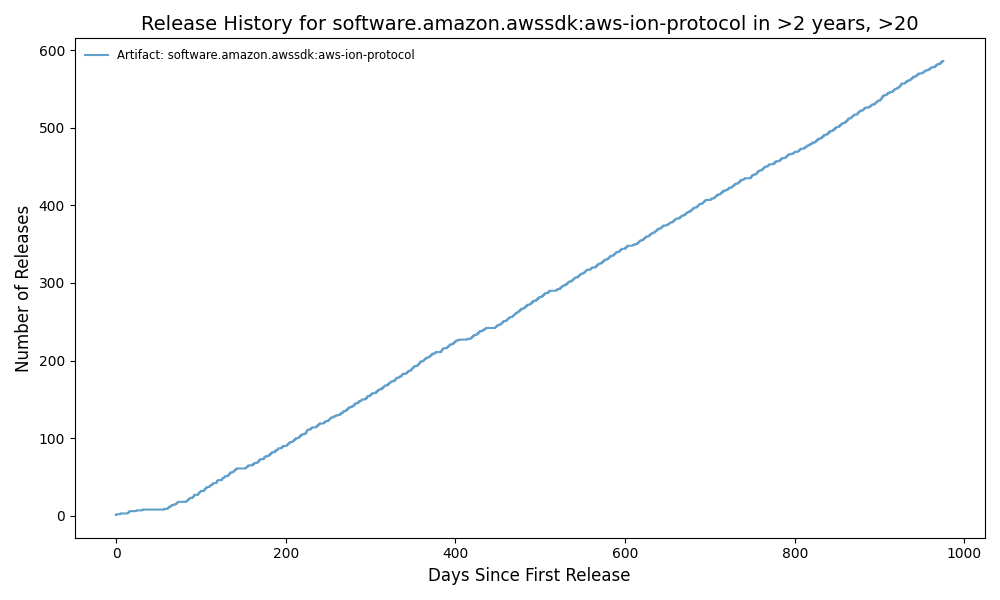 Release History for software.amazon.awssdk:aws-ion-protocol in >2 years, >20
Artifact: software.amazon.awssdk:aws-ion-protocol
Number of Releases
600
500
400
300
200
100
0
0 200 400 600 800 1000
Days Since First Release